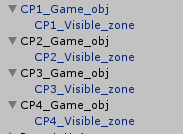 CP1_Game_obj
CP1_Visible_zone
CP2_Game_obj
CP2_Visible_zone
CP3_Game_obj
CP3_Visible_zone
CP4_Game_obj
CP4_Visible_zone